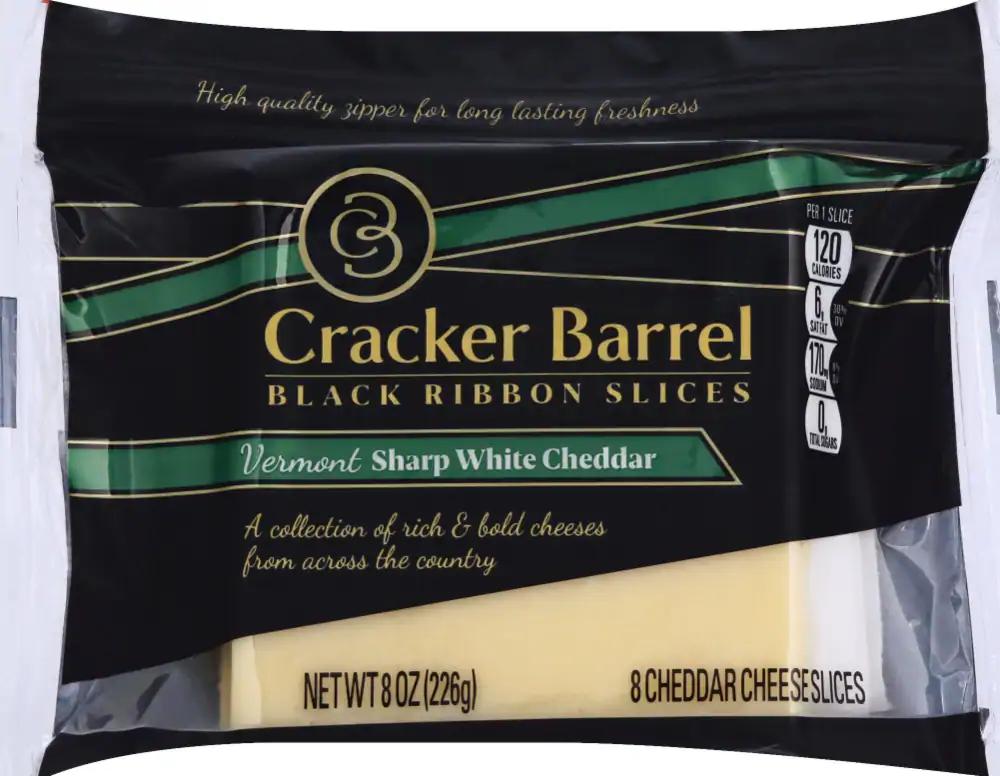 High quality zipper for long lasting freshness
CB
PER 1 SLICE
120
CALORIES
6g
SAT FAT
30%
DV
170mg
SODIUM
0g
TOTAL SUGARS
Cracker Barrel
BLACK RIBBON SLICES
Vermont Sharp White Cheddar
A collection of rich & bold cheeses
from across the country
NET WT 8 OZ (226g)
8 CHEDDAR CHEESE SLICES